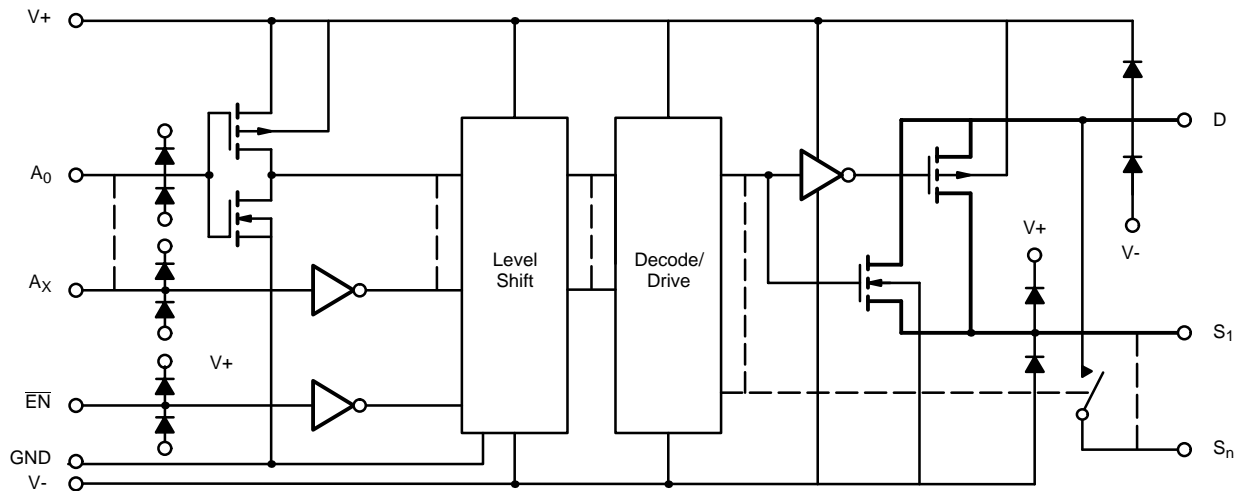 V+
D
A0
V+
Level
Shift
Decode/
Drive
V-
AX
S1
V+
EN
GND
Sn
V-